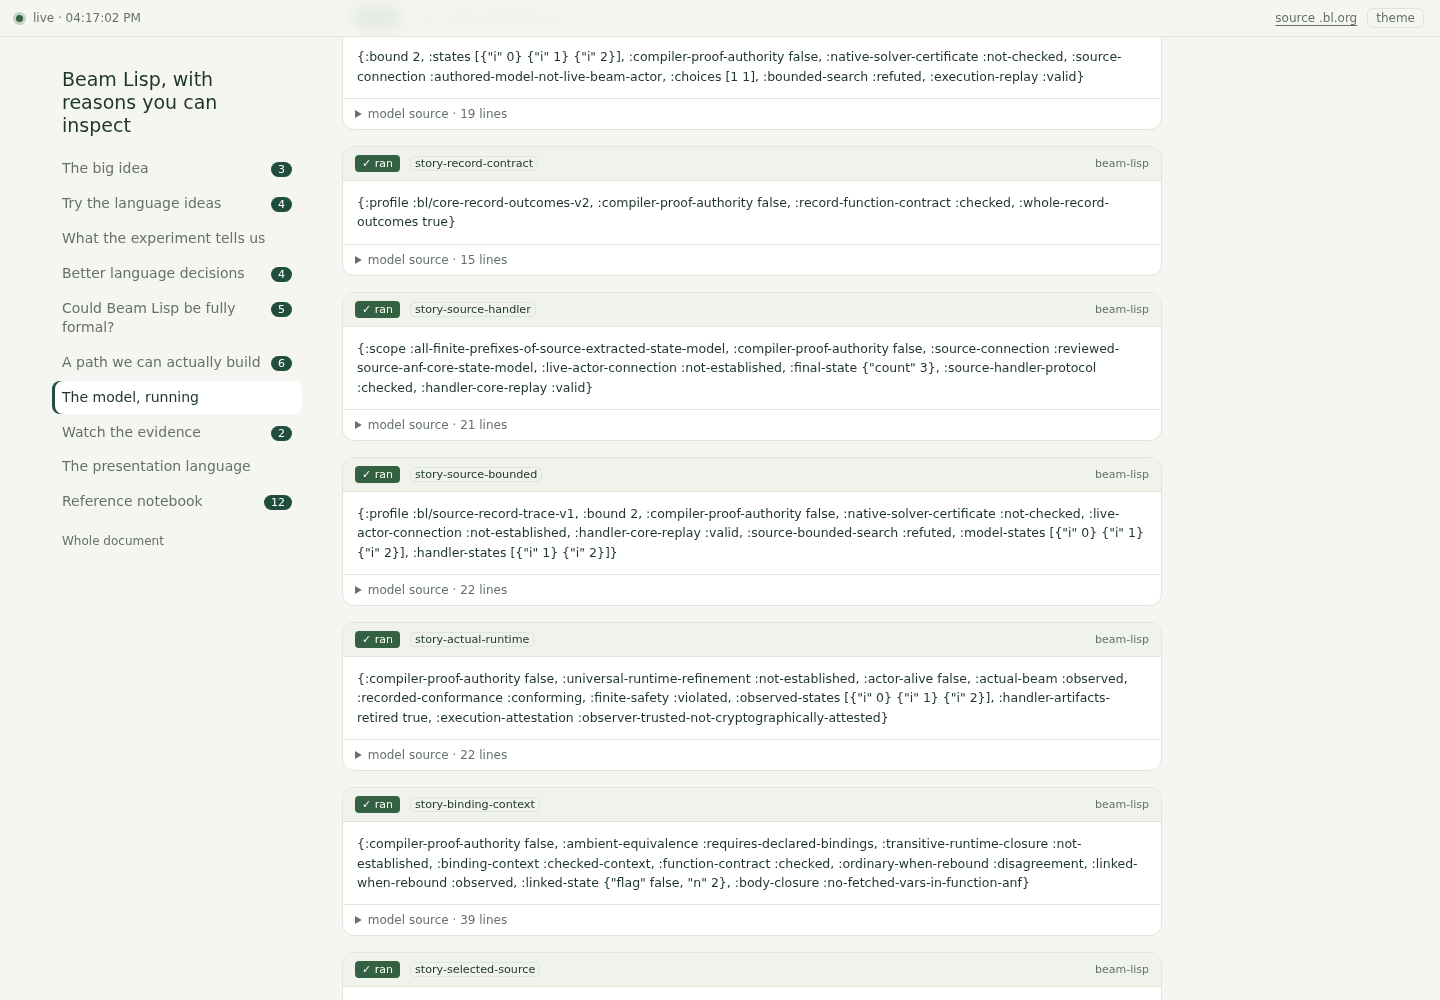 live · 04:17:02 PM
source .bl.org
theme
Beam Lisp, with
reasons you can
inspect
The big idea 3
Try the language ideas 4
What the experiment tells us
Better language decisions 4
Could Beam Lisp be fully 5
formal?
A path we can actually build 6
The model, running
Watch the evidence 2
The presentation language
Reference notebook 12
Whole document
{:bound 2, :states [{"i" 0} {"i" 1} {"i" 2}], :compiler-proof-authority false, :native-solver-certificate :not-checked, :source-
connection :authored-model-not-live-beam-actor, :choices [1 1], :bounded-search :refuted, :execution-replay :valid}
▶ model source · 19 lines
✓ ran story-record-contract beam-lisp
{:profile :bl/core-record-outcomes-v2, :compiler-proof-authority false, :record-function-contract :checked, :whole-record-
outcomes true}
▶ model source · 15 lines
✓ ran story-source-handler beam-lisp
{:scope :all-finite-prefixes-of-source-extracted-state-model, :compiler-proof-authority false, :source-connection :reviewed-
source-anf-core-state-model, :live-actor-connection :not-established, :final-state {"count" 3}, :source-handler-protocol
:checked, :handler-core-replay :valid}
▶ model source · 21 lines
✓ ran story-source-bounded beam-lisp
{:profile :bl/source-record-trace-v1, :bound 2, :compiler-proof-authority false, :native-solver-certificate :not-checked, :live-
actor-connection :not-established, :handler-core-replay :valid, :source-bounded-search :refuted, :model-states [{"i" 0} {"i" 1}
{"i" 2}], :handler-states [{"i" 1} {"i" 2}]}
▶ model source · 22 lines
✓ ran story-actual-runtime beam-lisp
{:compiler-proof-authority false, :universal-runtime-refinement :not-established, :actor-alive false, :actual-beam :observed,
:recorded-conformance :conforming, :finite-safety :violated, :observed-states [{"i" 0} {"i" 1} {"i" 2}], :handler-artifacts-
retired true, :execution-attestation :observer-trusted-not-cryptographically-attested}
▶ model source · 22 lines
✓ ran story-binding-context beam-lisp
{:compiler-proof-authority false, :ambient-equivalence :requires-declared-bindings, :transitive-runtime-closure :not-
established, :binding-context :checked-context, :function-contract :checked, :ordinary-when-rebound :disagreement, :linked-
when-rebound :observed, :linked-state {"flag" false, "n" 2}, :body-closure :no-fetched-vars-in-function-anf}
▶ model source · 39 lines
✓ ran story-selected-source beam-lisp